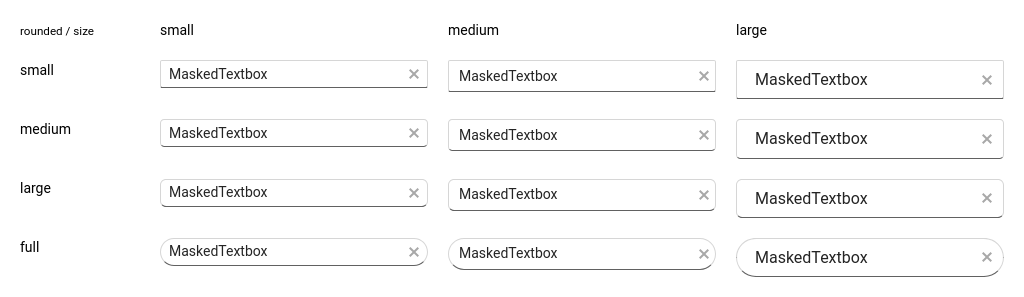 rounded / size small medium large
small MaskedTextbox MaskedTextbox MaskedTextbox
medium MaskedTextbox MaskedTextbox MaskedTextbox
large MaskedTextbox MaskedTextbox MaskedTextbox
full MaskedTextbox MaskedTextbox MaskedTextbox